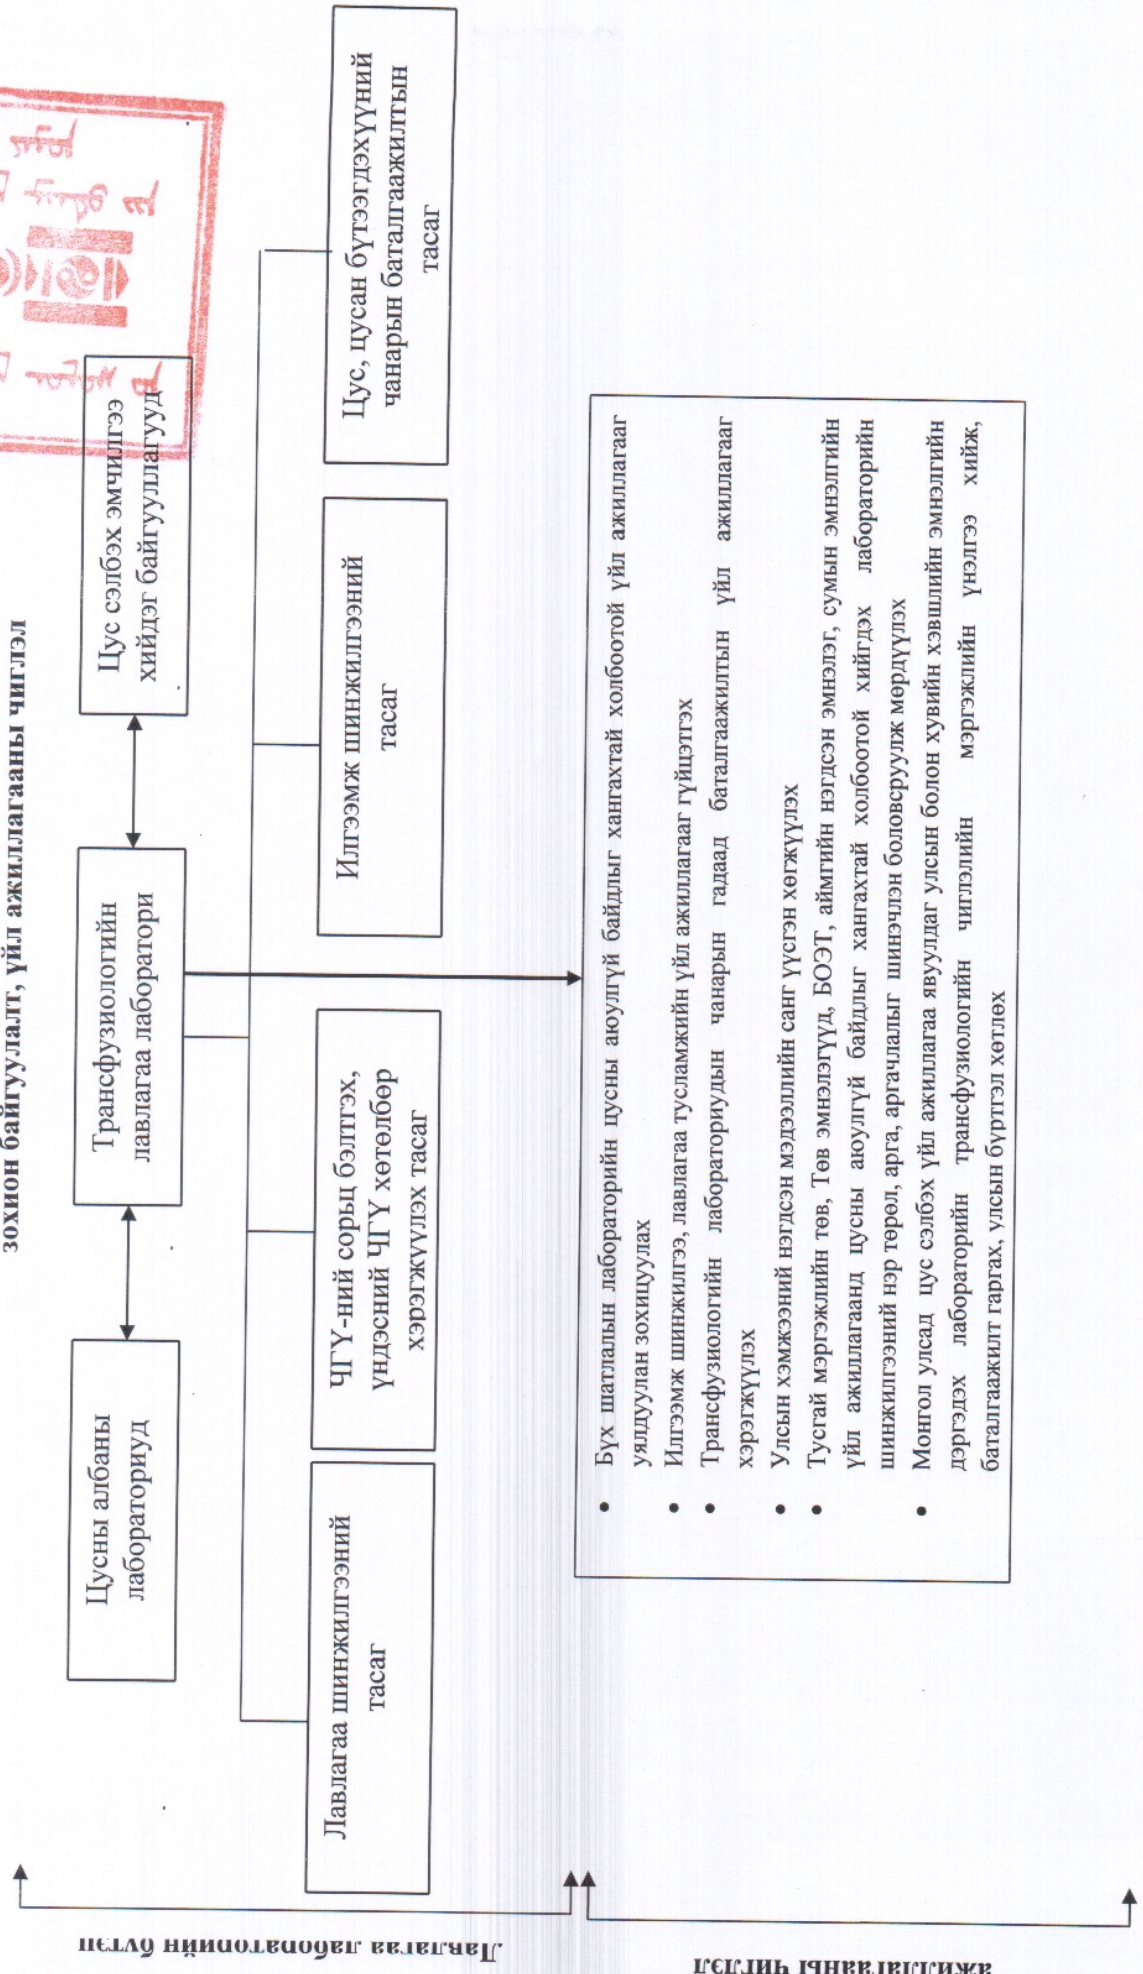 зохион байгуулалт, үйл ажиллагааны чиглэл
Цусны албаны
лабораториуд
Трансфузиологийн
лавлагаа лаборатори
Цус сэлбэх эмчилгээ
хийдэг байгууллагууд
Лавлагаа шинжилгээний
тасаг
ЧГҮ-ний сорьц бэлтгэх,
үндэсний ЧГҮ хөтөлбөр
хэрэгжүүлэх тасаг
Илгээмж шинжилгээний
тасаг
Цус, цусан бүтээгдэхүүний
чанарын баталгаажилтын
тасаг
Лавлагаа лабораторийн бүтэц
ажиллагааны чиглэл
• Бүх шатлалын лабораторийн цусны аюулгүй байдлыг хангахтай холбоотой үйл ажиллагааг
уялдуулан зохицуулах
• Илгээмж шинжилгээ, лавлагаа тусламжийн үйл ажиллагааг гүйцэтгэх
• Трансфузиологийн лабораториудын чанарын гадаад баталгаажилтын үйл ажиллагааг
хэрэгжүүлэх
• Улсын хэмжээний нэгдсэн мэдээллийн санг үүсгэн хөгжүүлэх
• Тусгай мэргэжлийн төв, Төв эмнэлэгүүд, БОЭТ, аймгийн нэгдсэн эмнэлэг, сумын эмнэлгийн
үйл ажиллагаанд цусны аюулгүй байдлыг хангахтай холбоотой хийгдэх лабораторийн
шинжилгээний нэр төрөл, арга, аргачлалыг шинэчлэн боловсруулж мөрдүүлэх
• Монгол улсад цус сэлбэх үйл ажиллагаа явуулдаг улсын болон хувийн хэвшлийн эмнэлгийн
дэргэдэх лабораторийн трансфузиологийн чиглэлийн мэргэжлийн үнэлгээ хийж,
баталгаажилт гаргах, улсын бүртгэл хөтлөх